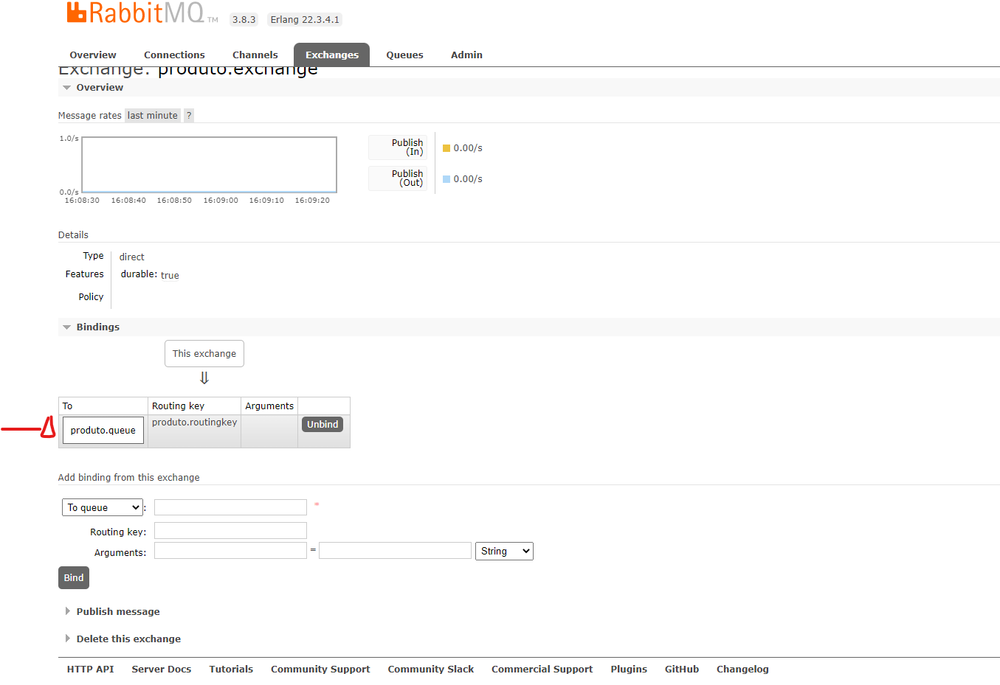 RabbitMQ TM 3.8.3 Erlang 22.3.4.1
Overview Connections Channels Exchanges Queues Admin
Exchange: produto.exchange
Overview
Message rates last minute ?
1.0/s
0.0/s
16:08:30 16:08:40 16:08:50 16:09:00 16:09:10 16:09:20
Publish
(In)
0.00/s
Publish
(Out)
0.00/s
Details
Type direct
Features durable: true
Policy
Bindings
This exchange
⇓
To Routing key Arguments
produto.queue produto.routingkey Unbind
Add binding from this exchange
To queue : *
Routing key:
Arguments: = String
Bind
Publish message
Delete this exchange
HTTP API Server Docs Tutorials Community Support Community Slack Commercial Support Plugins GitHub Changelog